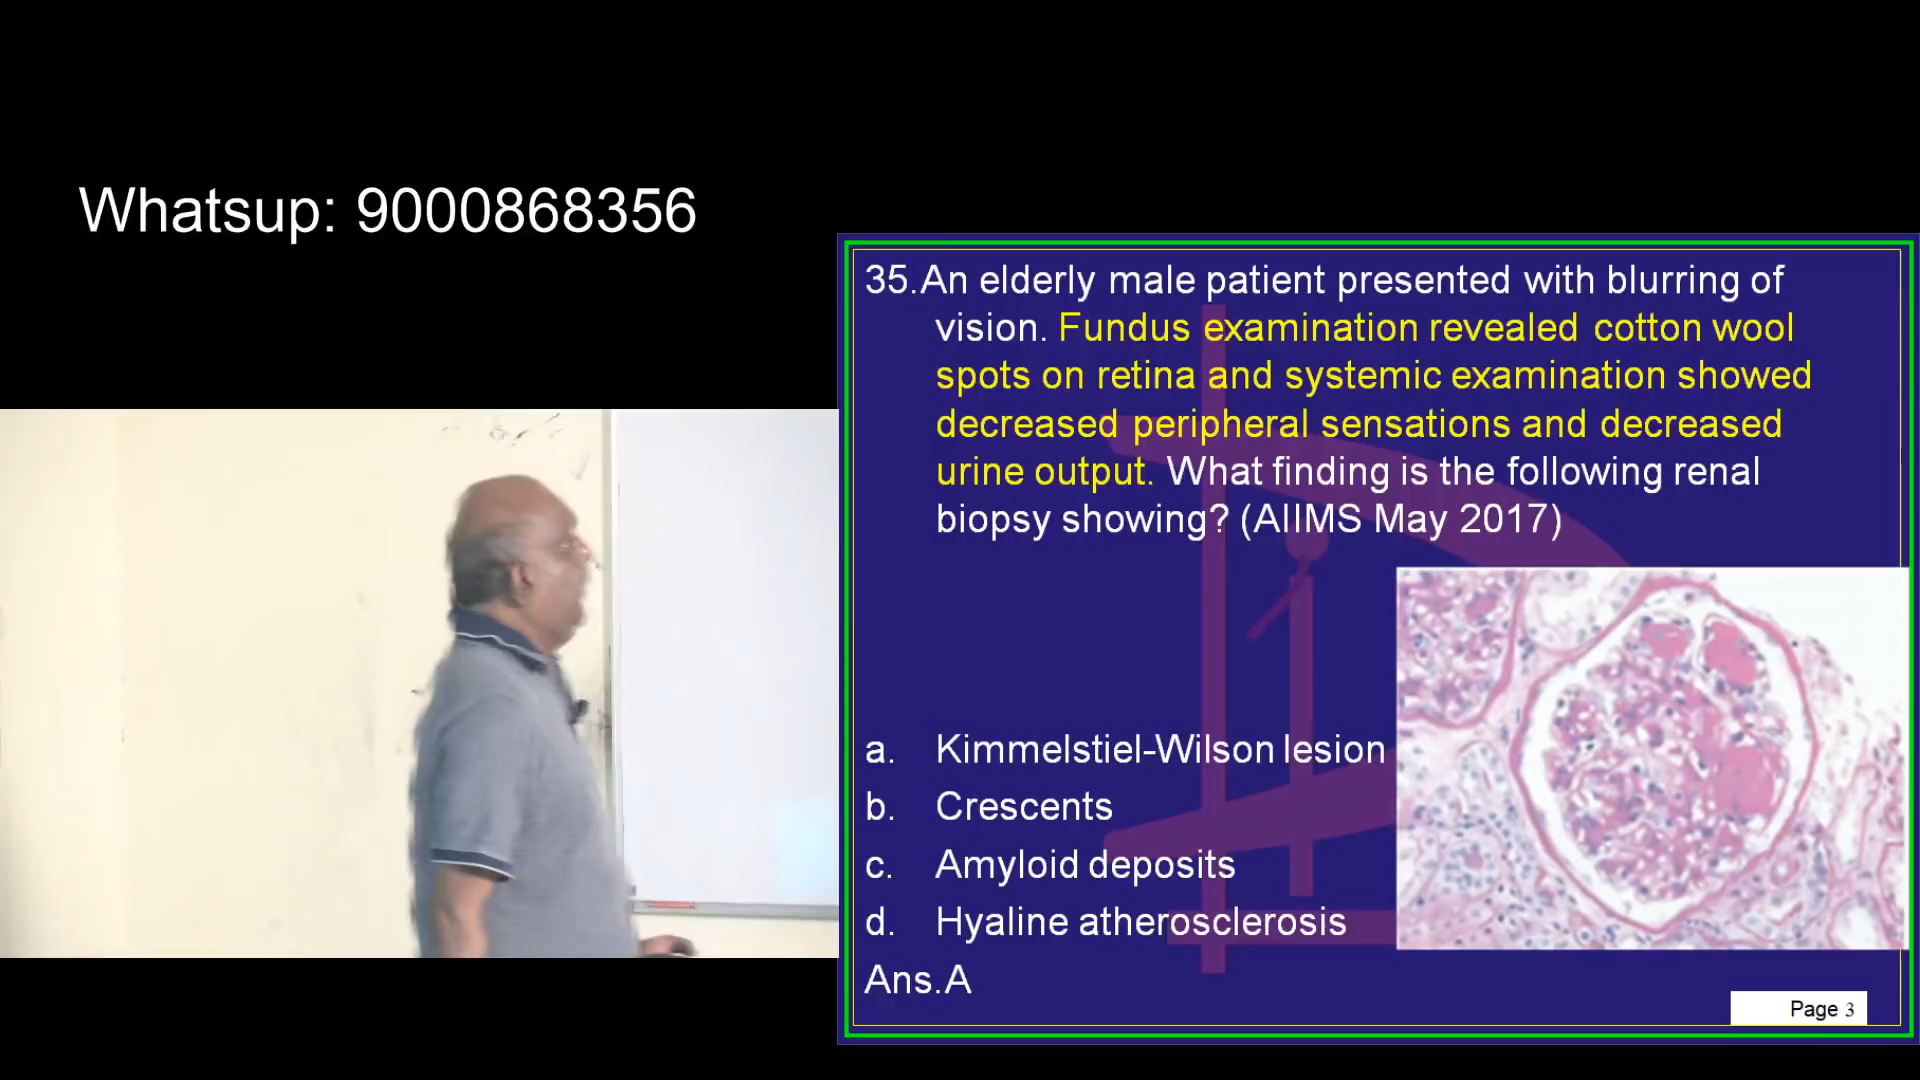 Whatsup: 9000868356
35.An elderly male patient presented with blurring of
vision. Fundus examination revealed cotton wool
spots on retina and systemic examination showed
decreased peripheral sensations and decreased
urine output. What finding is the following renal
biopsy showing? (AIIMS May 2017)
a. Kimmelstiel-Wilson lesion
b. Crescents
c. Amyloid deposits
d. Hyaline atherosclerosis
Ans.A
Page 3